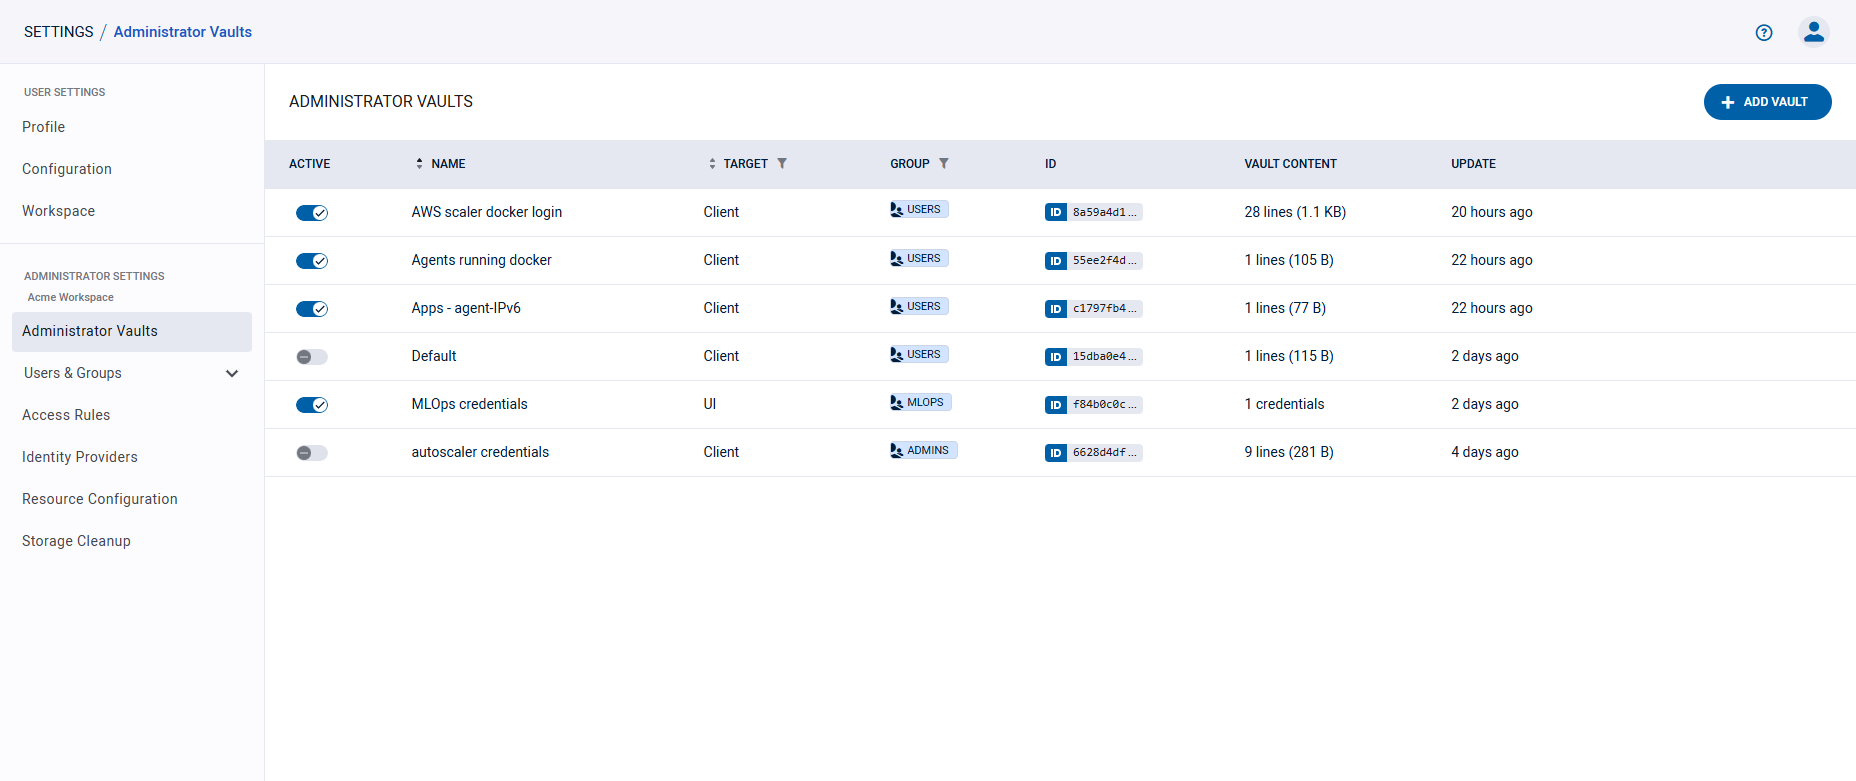 SETTINGS / Administrator Vaults
USER SETTINGS
Profile
Configuration
Workspace
ADMINISTRATOR SETTINGS
Acme Workspace
Administrator Vaults
Users & Groups
Access Rules
Identity Providers
Resource Configuration
Storage Cleanup
ADMINISTRATOR VAULTS
ADD VAULT
ACTIVE NAME TARGET GROUP ID VAULT CONTENT UPDATE
AWS scaler docker login Client USERS ID 8a59a4d1... 28 lines (1.1 KB) 20 hours ago
Agents running docker Client USERS ID 55ee2f4d... 1 lines (105 B) 22 hours ago
Apps - agent-IPv6 Client USERS ID c1797fb4... 1 lines (77 B) 22 hours ago
Default Client USERS ID 15dba0e4... 1 lines (115 B) 2 days ago
MLOps credentials UI MLOPS ID f84b0c0c... 1 credentials 2 days ago
autoscaler credentials Client ADMINS ID 6628d4df... 9 lines (281 B) 4 days ago